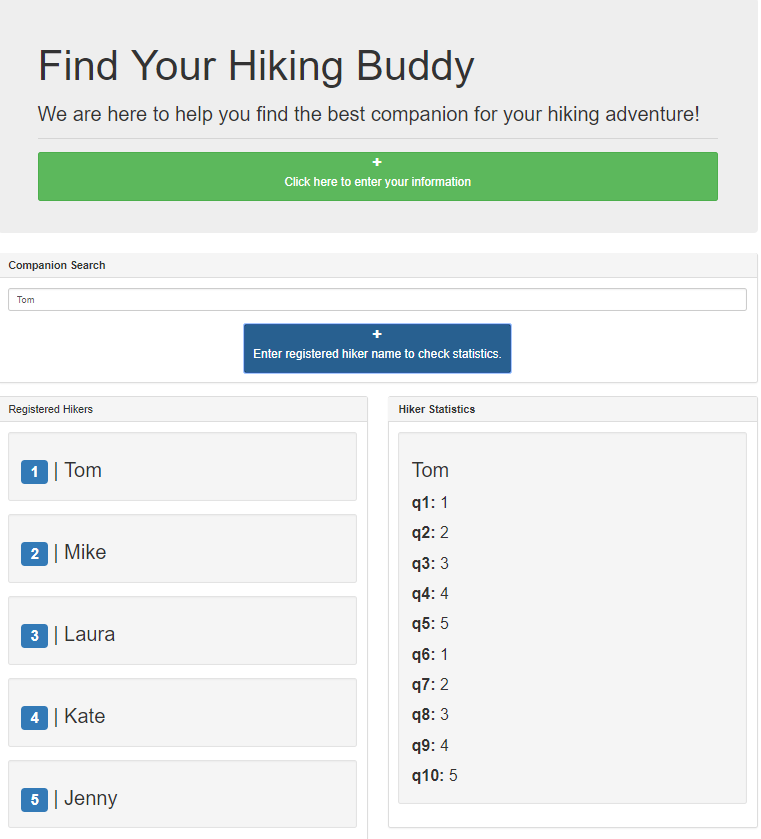 Find Your Hiking Buddy
We are here to help you find the best companion for your hiking adventure!
Click here to enter your information
Companion Search
Tom
Enter registered hiker name to check statistics.
Registered Hikers
1 | Tom
2 | Mike
3 | Laura
4 | Kate
5 | Jenny
Hiker Statistics
Tom
q1: 1
q2: 2
q3: 3
q4: 4
q5: 5
q6: 1
q7: 2
q8: 3
q9: 4
q10: 5